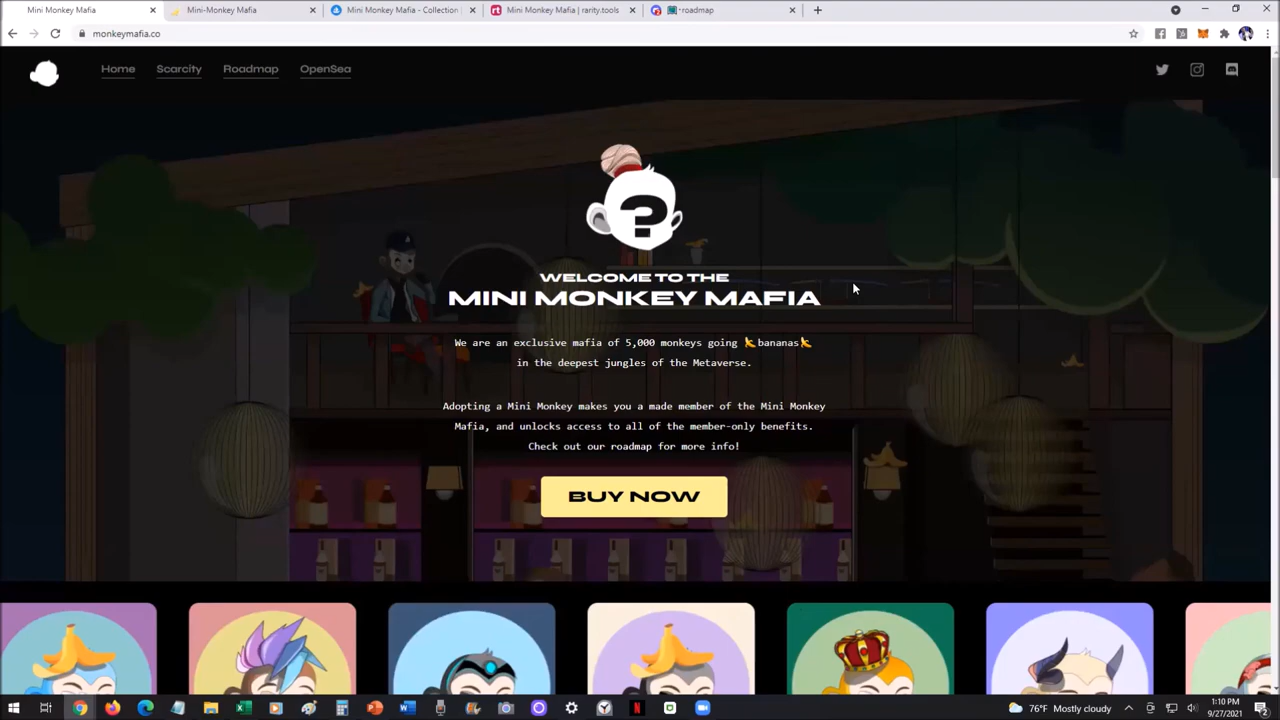 Mini Monkey Mafia
Mini-Monkey Mafia
Mini Monkey Mafia - Collection
Mini Monkey Mafia | rarity.tools
roadmap
monkeymafia.co
Home Scarcity Roadmap OpenSea
?
WELCOME TO THE
MINI MONKEY MAFIA
We are an exclusive mafia of 5,000 monkeys going 🍌bananas🍌
in the deepest jungles of the Metaverse.
Adopting a Mini Monkey makes you a made member of the Mini Monkey
Mafia, and unlocks access to all of the member-only benefits.
Check out our roadmap for more info!
BUY NOW
76°F Mostly cloudy
1:10 PM
9/27/2021